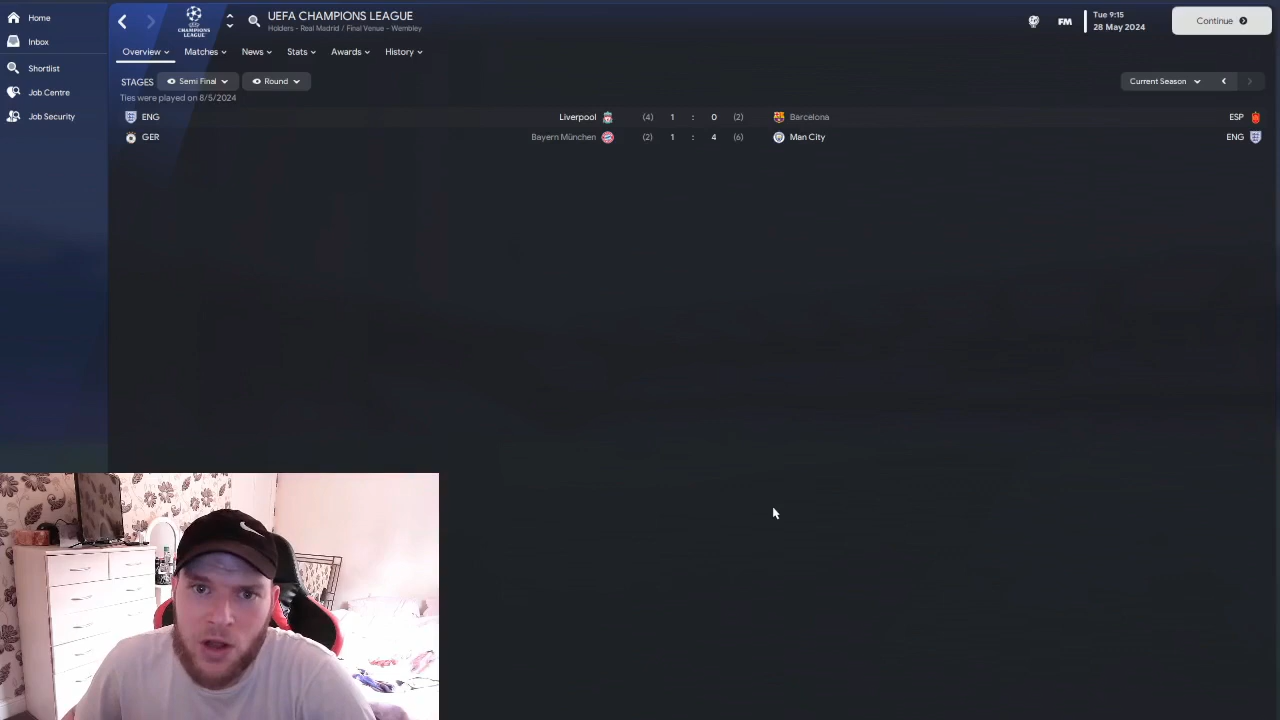 Home
Inbox
Shortlist
Job Centre
Job Security
CHAMPIONS LEAGUE
UEFA CHAMPIONS LEAGUE
Holders - Real Madrid / Final Venue - Wembley
FM
Tue 9:15
28 May 2024
Continue
Overview Matches News Stats Awards History
STAGES Semi Final Round Current Season
Ties were played on 8/5/2024
ENG Liverpool (4) 1 : 0 (2) Barcelona ESP
GER Bayern München (2) 1 : 4 (6) Man City ENG